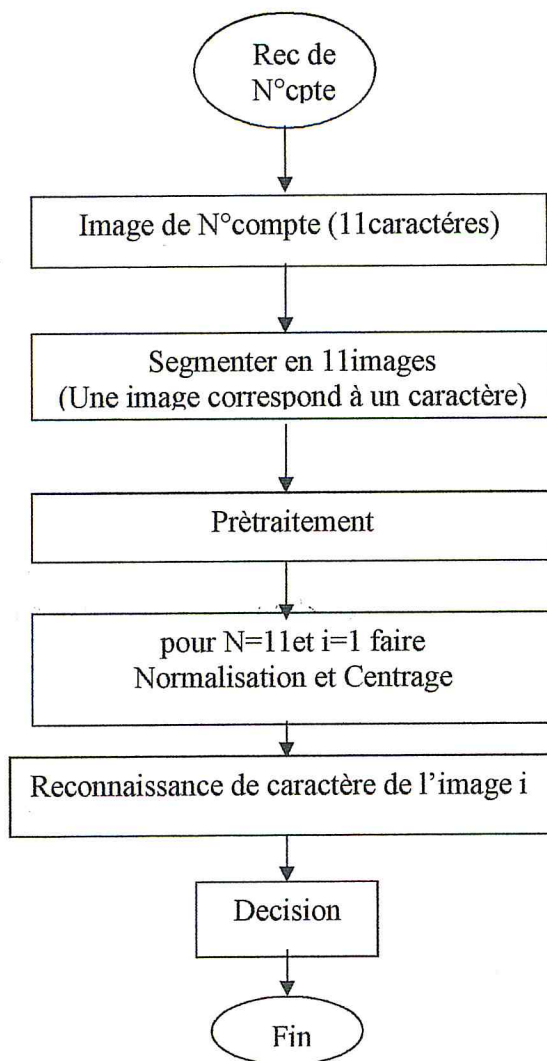 Rec de
N°cpte
Image de N°compte (11caractéres)
Segmenter en 11images
(Une image correspond à un caractère)
Prètraitement
pour N=11et i=1 faire
Normalisation et Centrage
Reconnaissance de caractère de l'image i
Decision
Fin